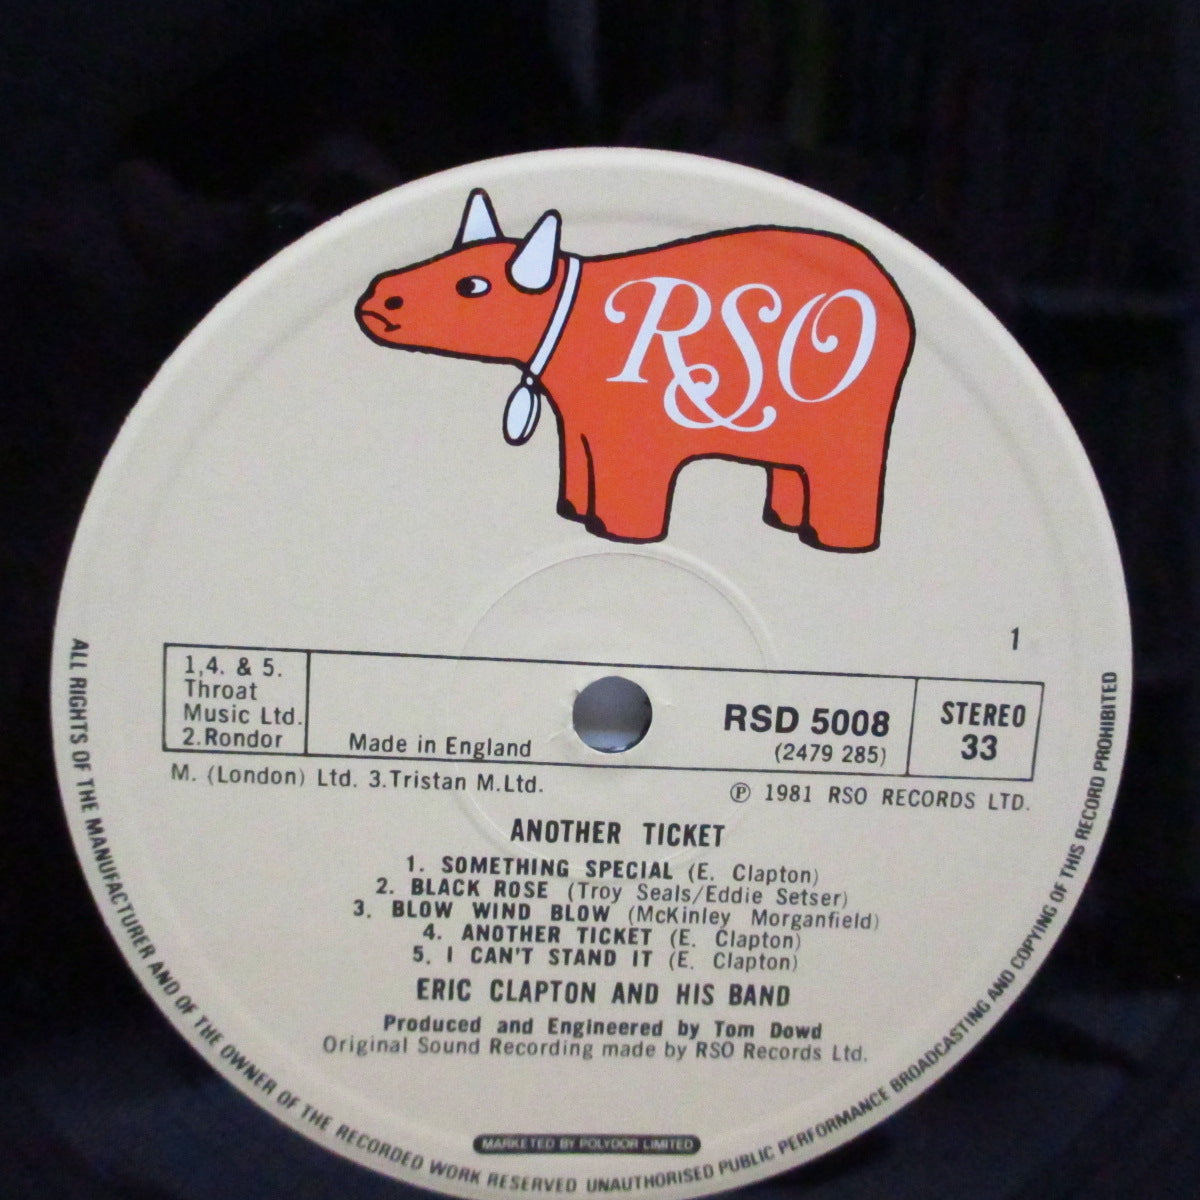 RSO
1
1,4. & 5.
Throat
Music Ltd.
2.Rondor
M. (London) Ltd. 3.Tristan M.Ltd.
Made in England
RSD 5008
(2479 285)
STEREO
33
℗ 1981 RSO RECORDS LTD.
ANOTHER TICKET
1. SOMETHING SPECIAL (E. Clapton)
2. BLACK ROSE (Troy Seals/Eddie Setser)
3. BLOW WIND BLOW (McKinley Morganfield)
4. ANOTHER TICKET (E. Clapton)
5. I CAN'T STAND IT (E. Clapton)
ERIC CLAPTON AND HIS BAND
Produced and Engineered by Tom Dowd
Original Sound Recording made by RSO Records Ltd.
MARKETED BY POLYDOR LIMITED
ALL RIGHTS OF THE MANUFACTURER AND OF THE OWNER OF THE RECORDED WORK RESERVED UNAUTHORISED PUBLIC PERFORMANCE BROADCASTING AND COPYING OF THIS RECORD PROHIBITED